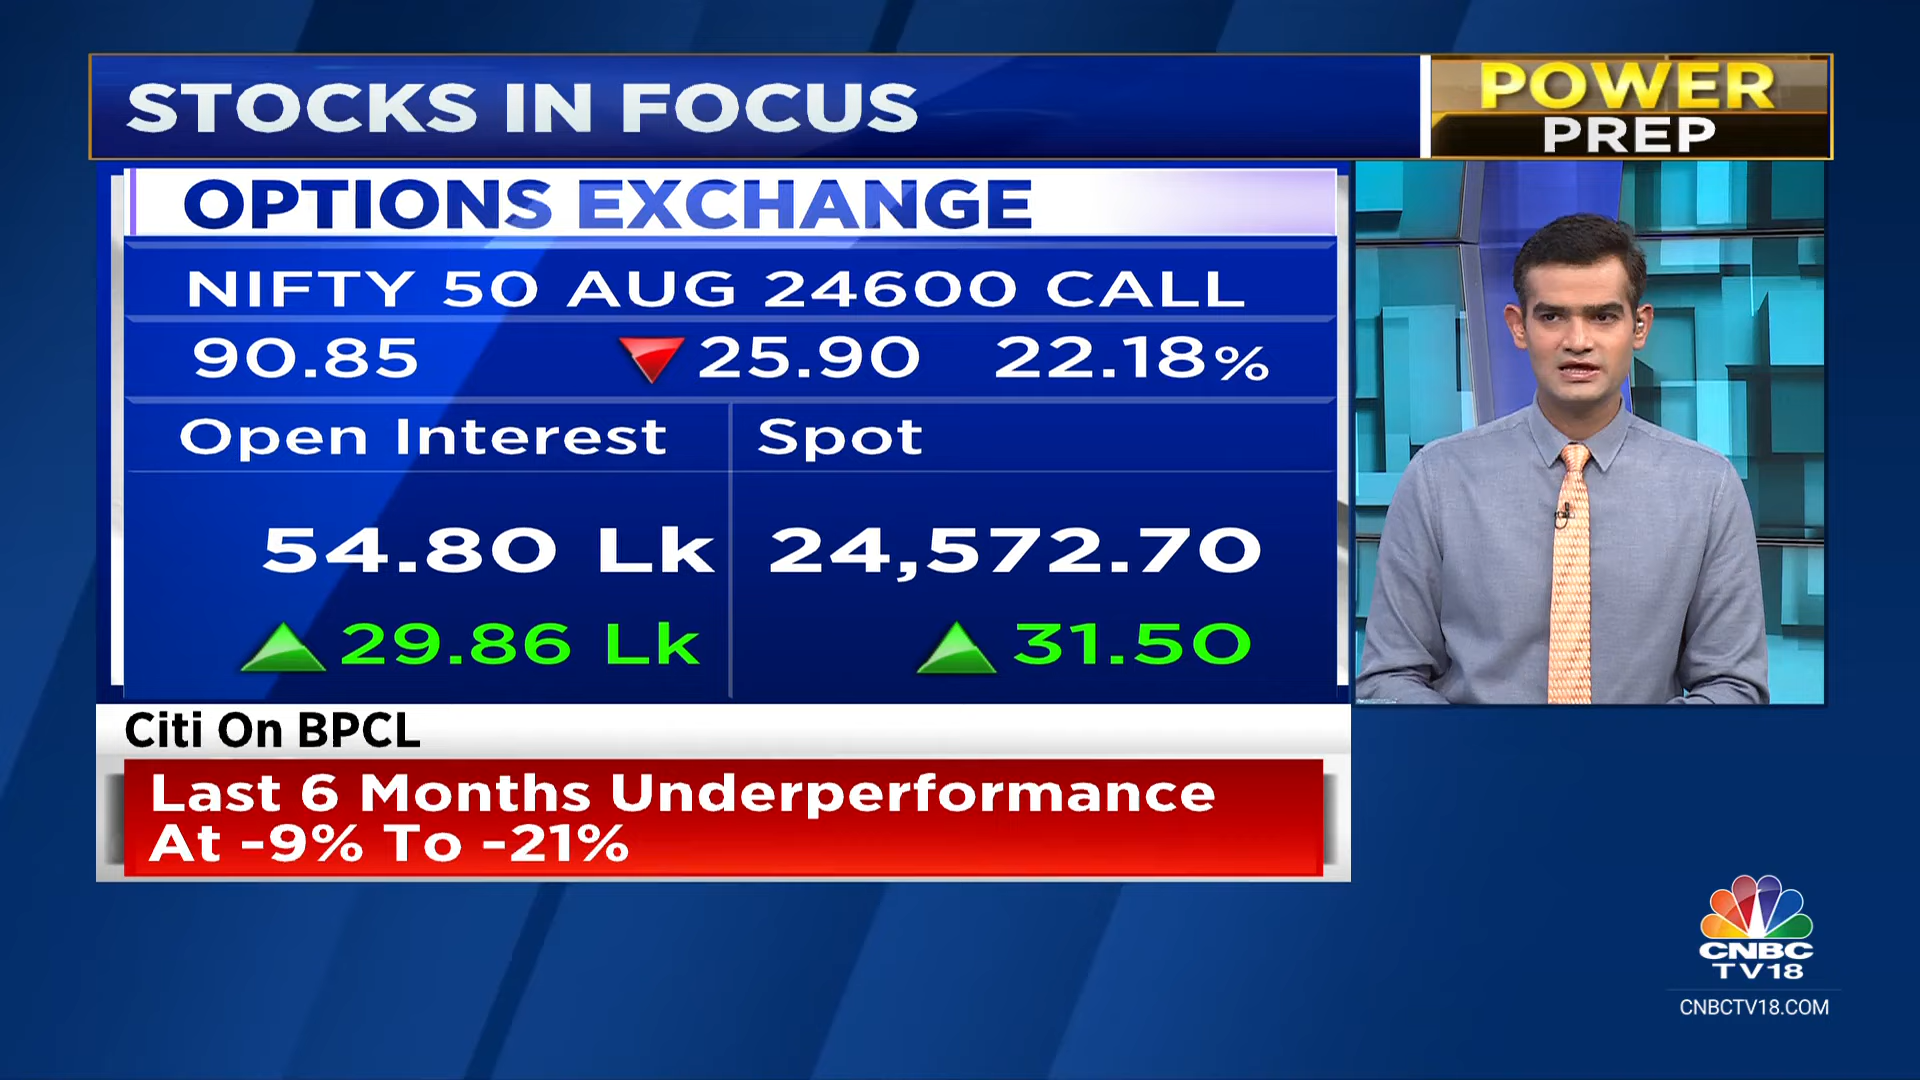 STOCKS IN FOCUS
POWER
PREP
OPTIONS EXCHANGE
NIFTY 50 AUG 24600 CALL
90.85 25.90 22.18%
Open Interest Spot
54.80 Lk 24,572.70
29.86 Lk 31.50
Citi On BPCL
Last 6 Months Underperformance
At -9% To -21%
CNBC
TV18
CNBCTV18.COM